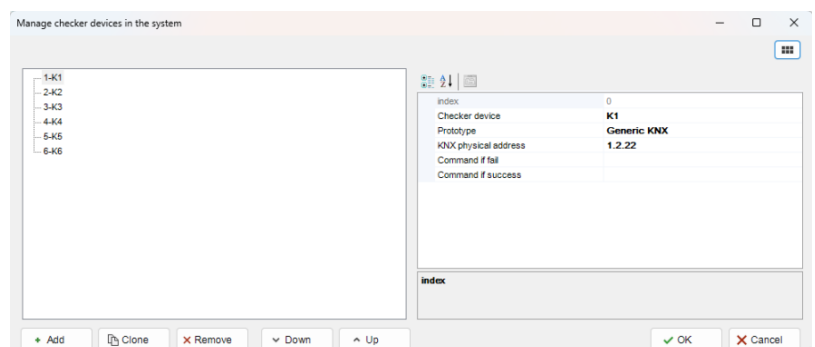 Manage checker devices in the system
1-K1
2-K2
3-K3
4-K4
5-K5
6-K6
index 0
Checker device K1
Prototype Generic KNX
KNX physical address 1.2.22
Command if fail
Command if success
index
Add Clone Remove Down Up OK Cancel